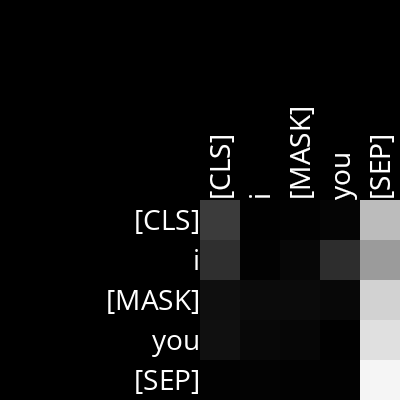 [CLS] i [MASK] you [SEP]
[CLS]
i
[MASK]
you
[SEP]